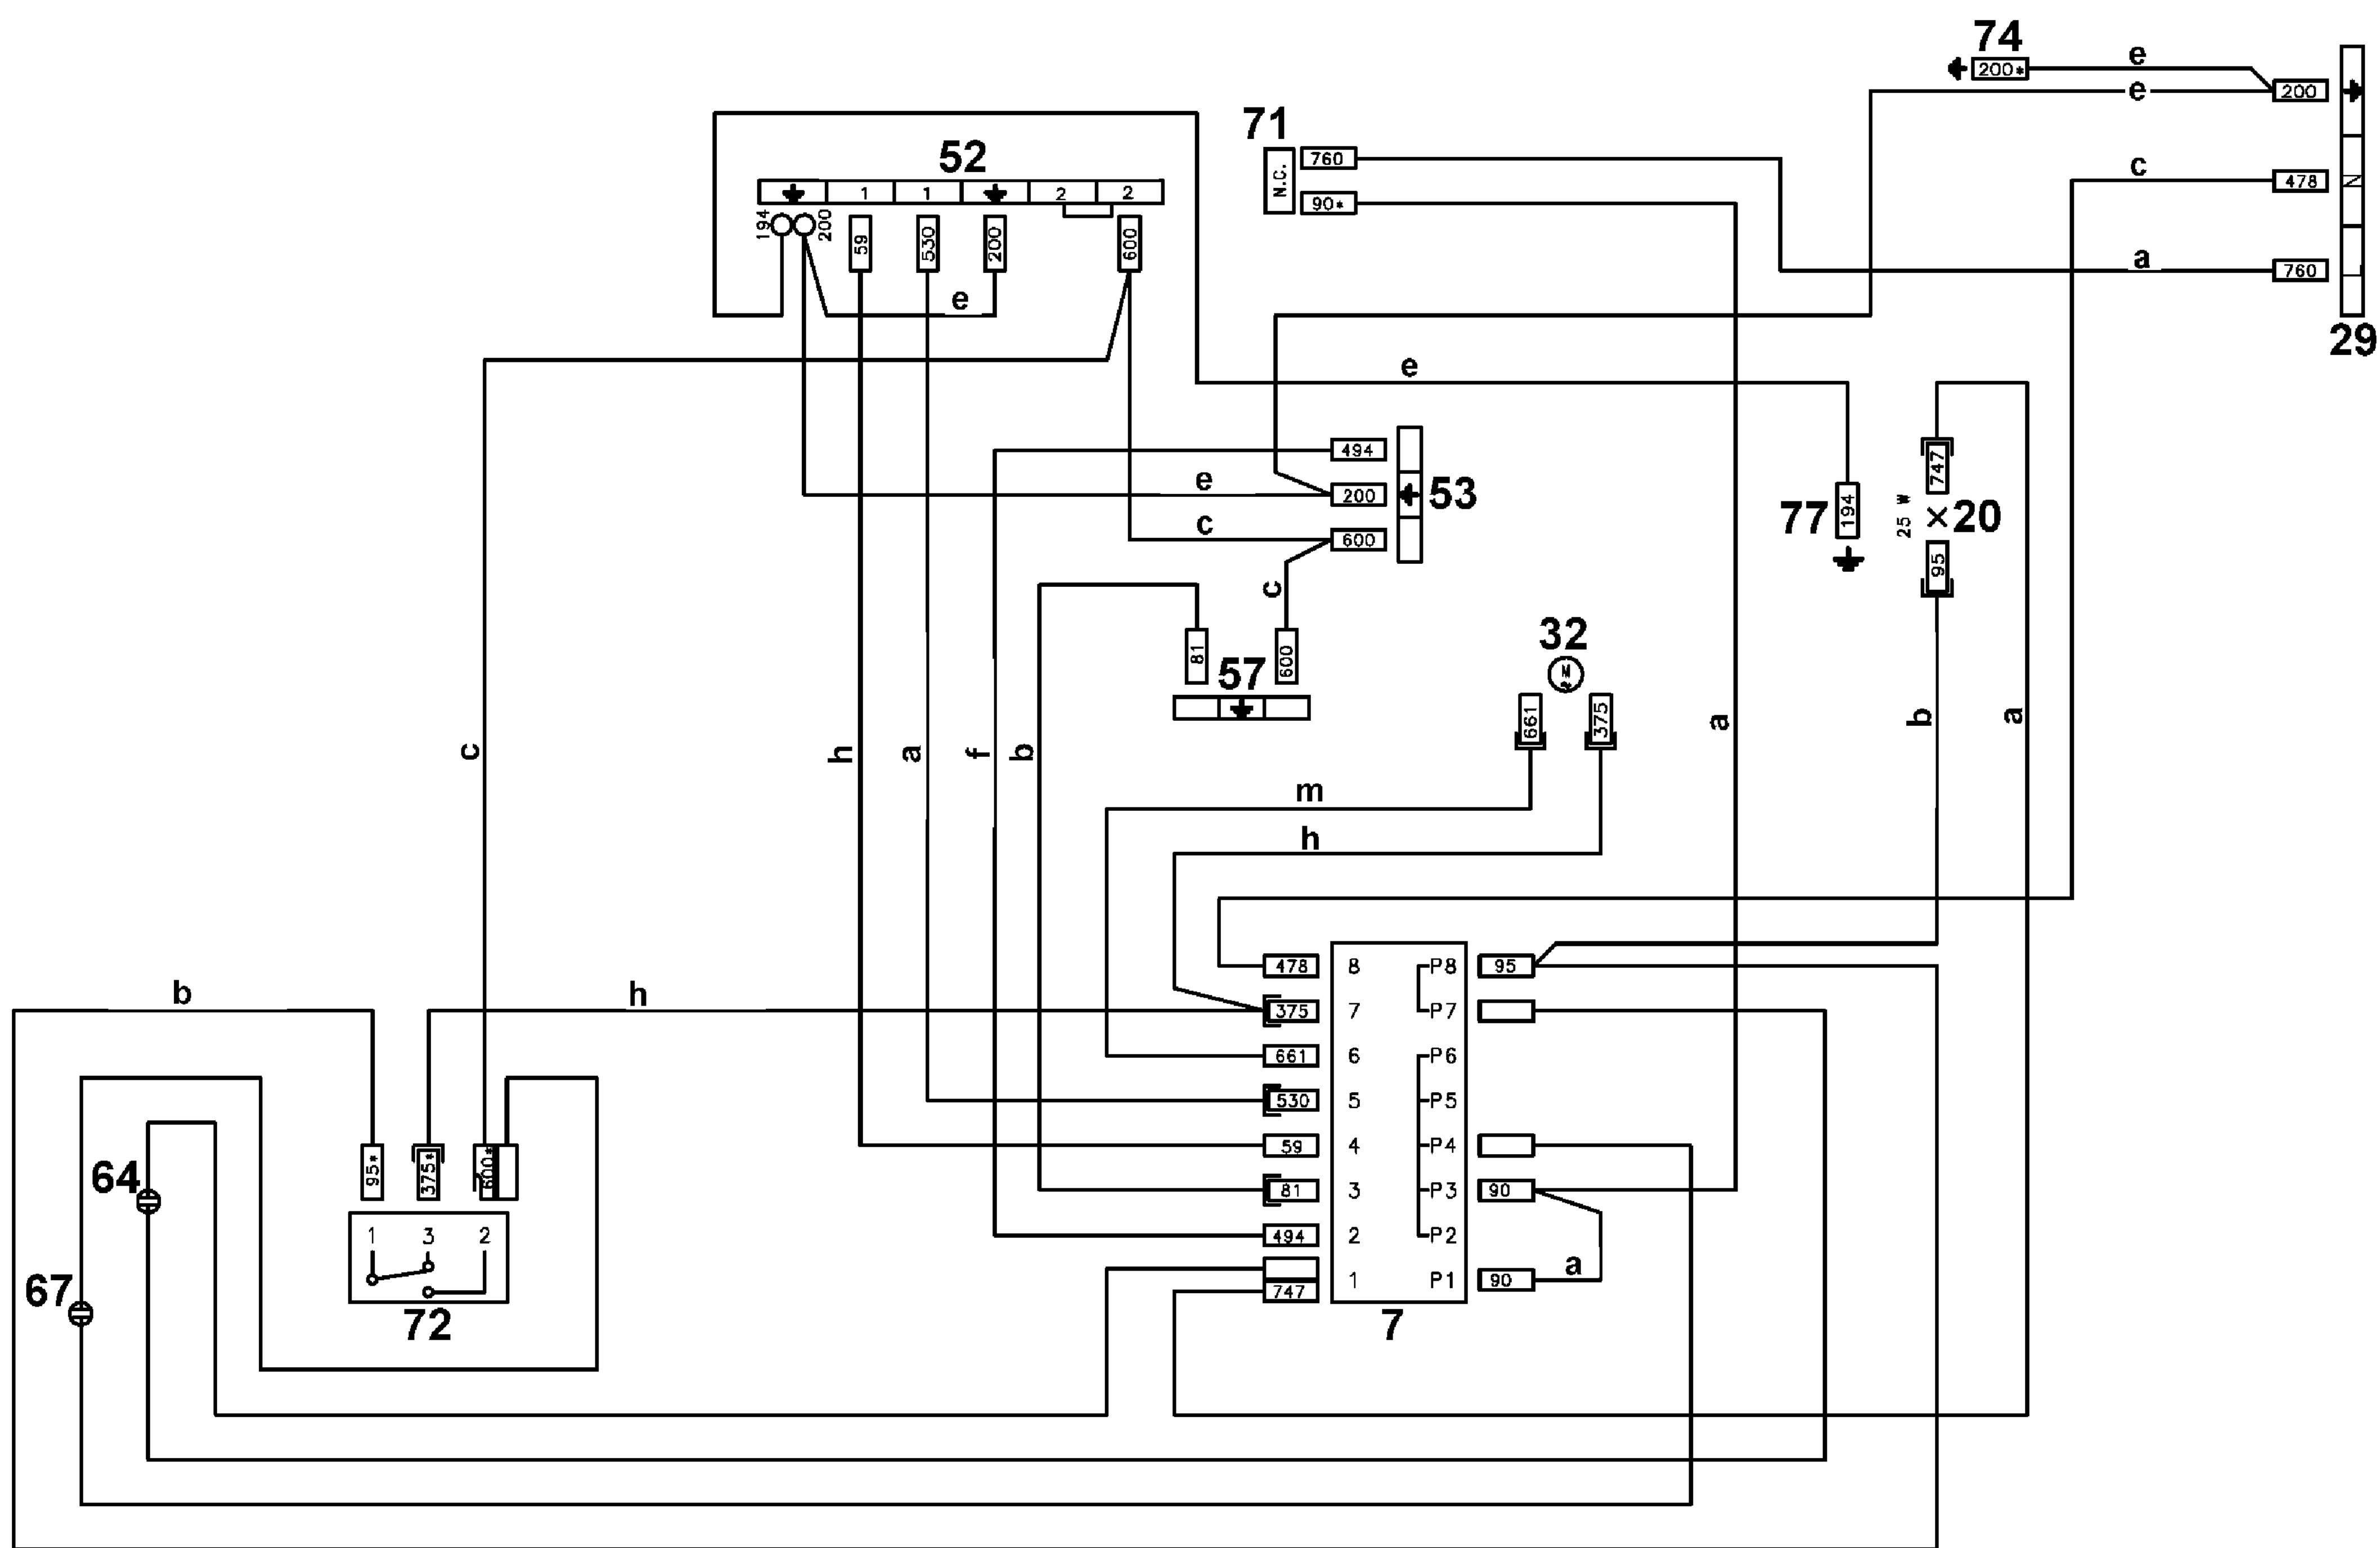 74
e
200*
200
e
71
760
N.C.
90*
52
1
1
2
2
194
200
59
530
200
600
c
478
a
760
29
e
e
494
e
200
53
c
600
c
747
25 W
20
95
77
194
81
57
600
32
661
375
c
h
a
f
b
a
b
a
m
h
478
8
P8
95
b
h
375
7
P7
661
6
P6
530
5
P5
59
4
P4
81
3
P3
90
494
2
P2
1
P1
90
a
747
7
64
95*
375*
600*
1
3
2
67
72